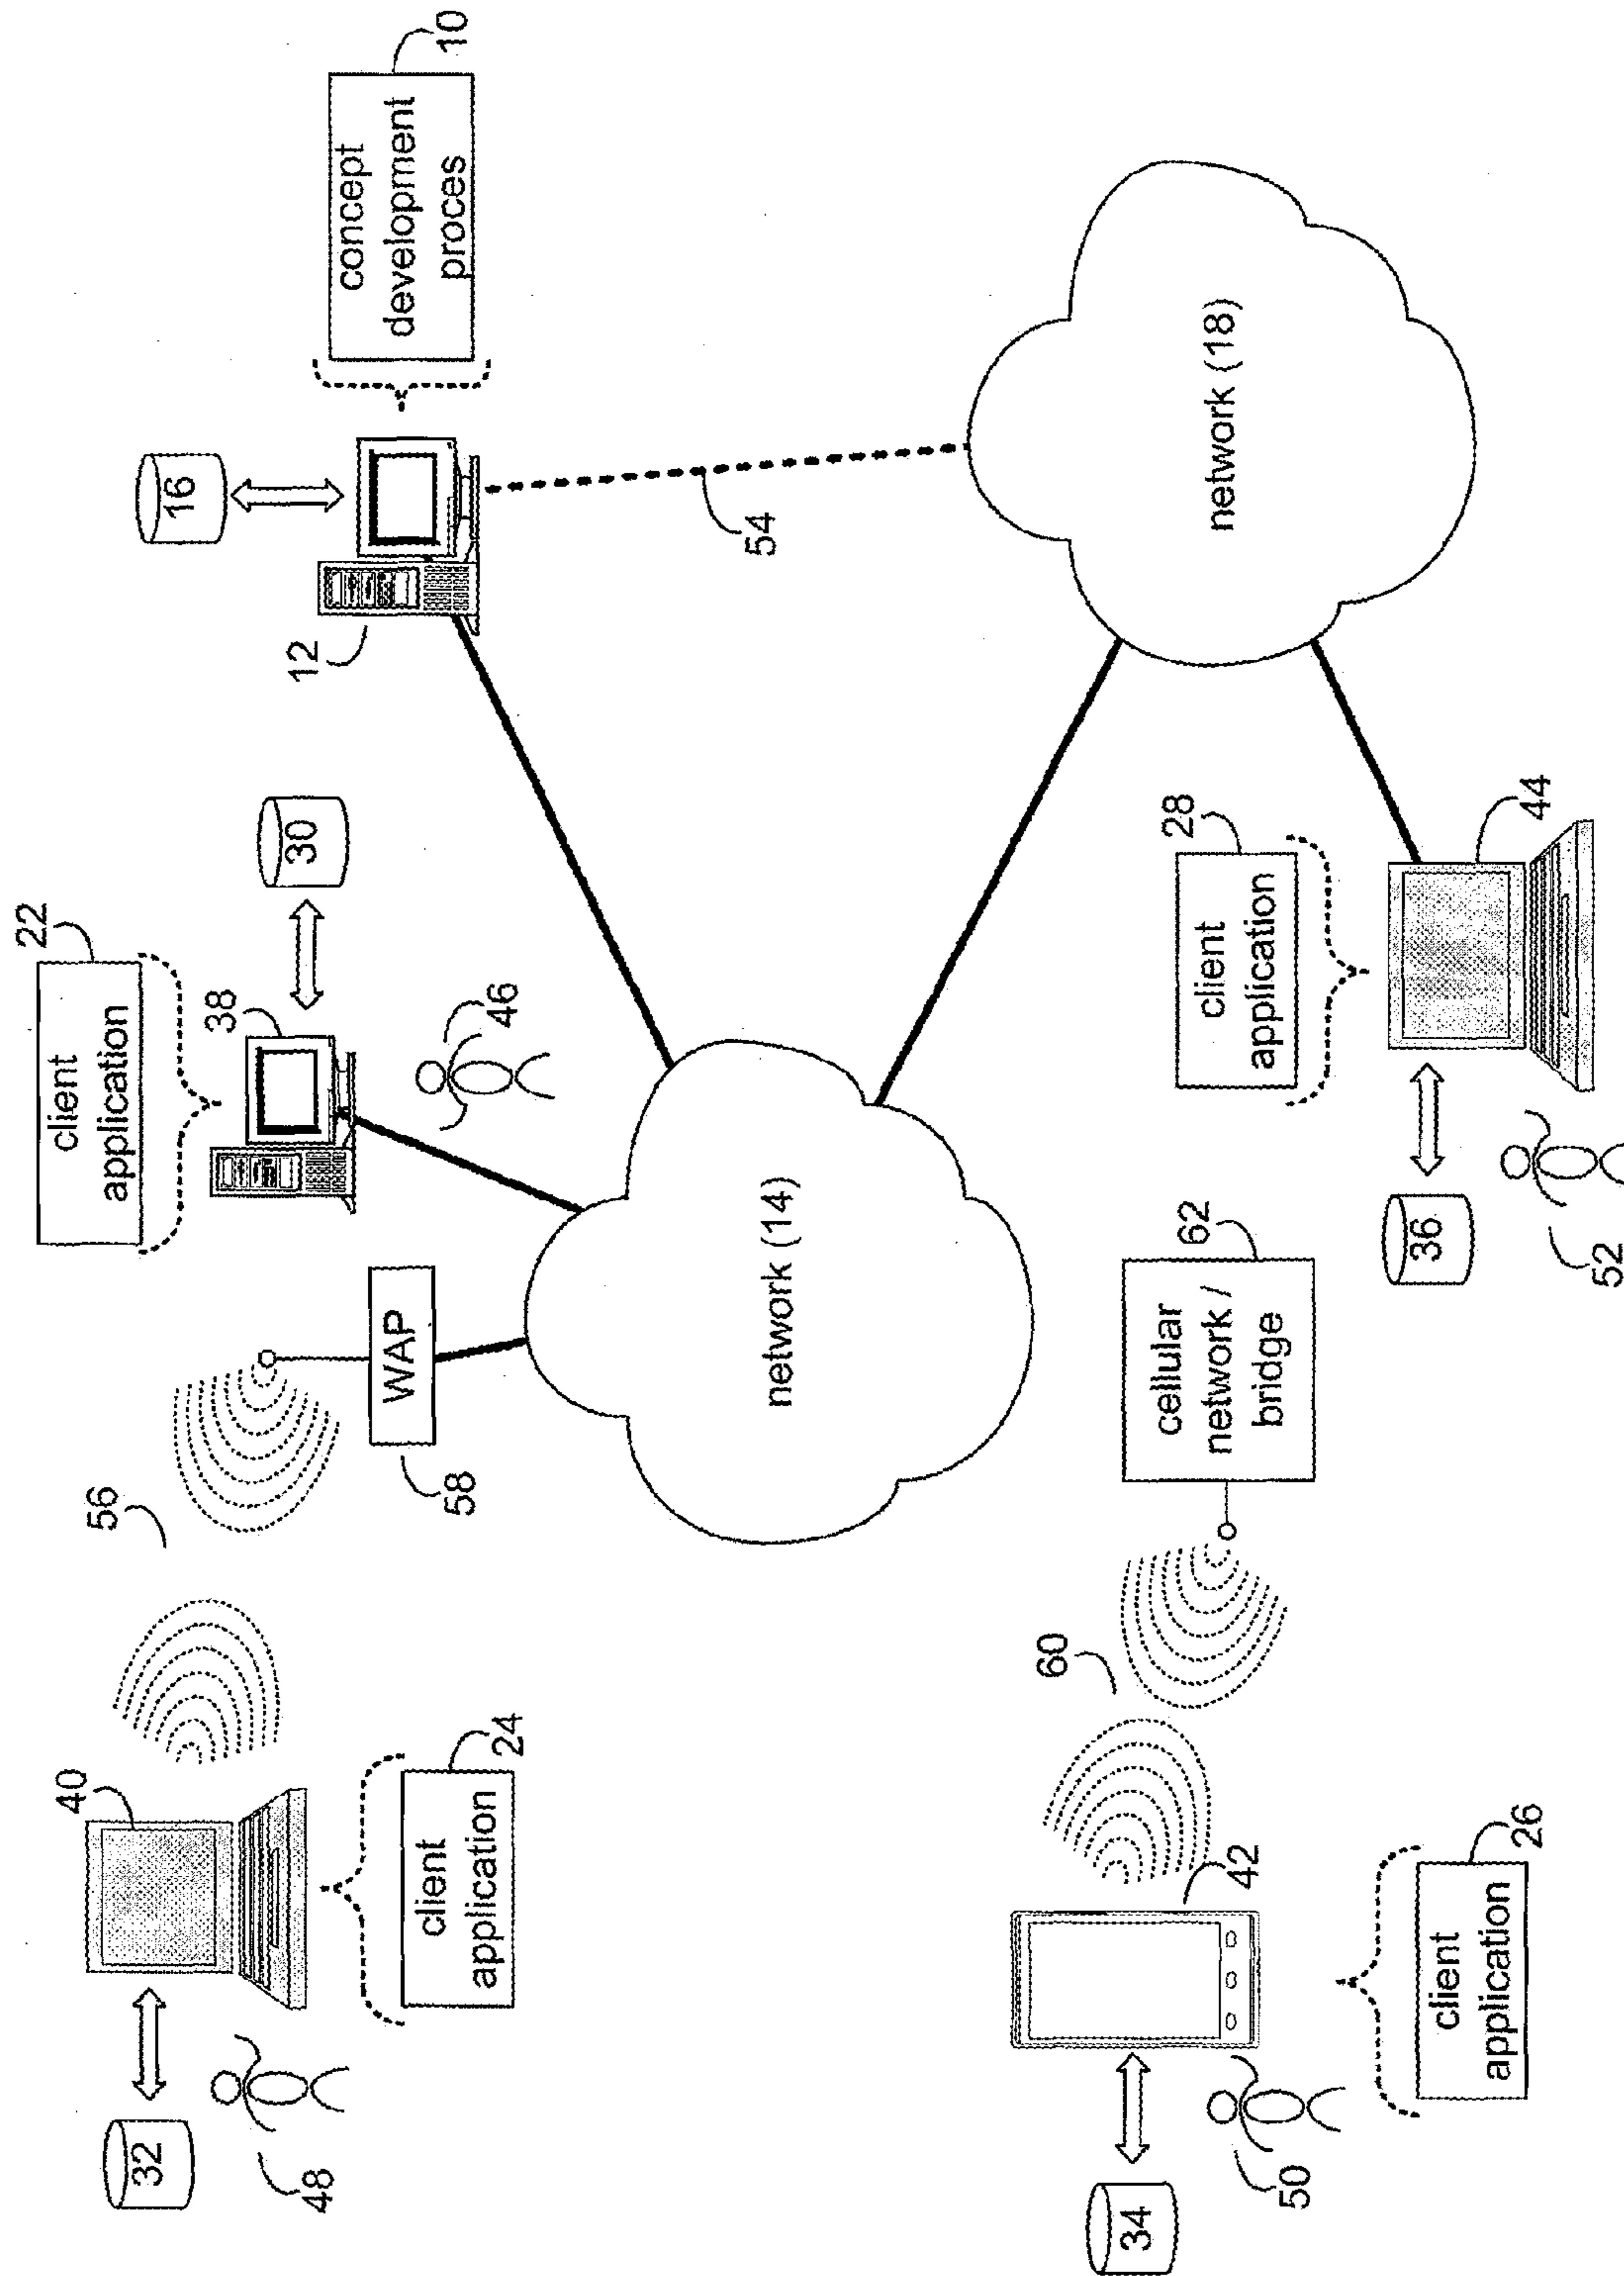 22
client
application
40
56
32
16
38
30
12
48
concept
development
proces
10
WAP
58
46
client
application
24
54
network (14)
60
34
cellular
network /
bridge
62
28
client
application
network (18)
42
50
36
client
application
26
44
52